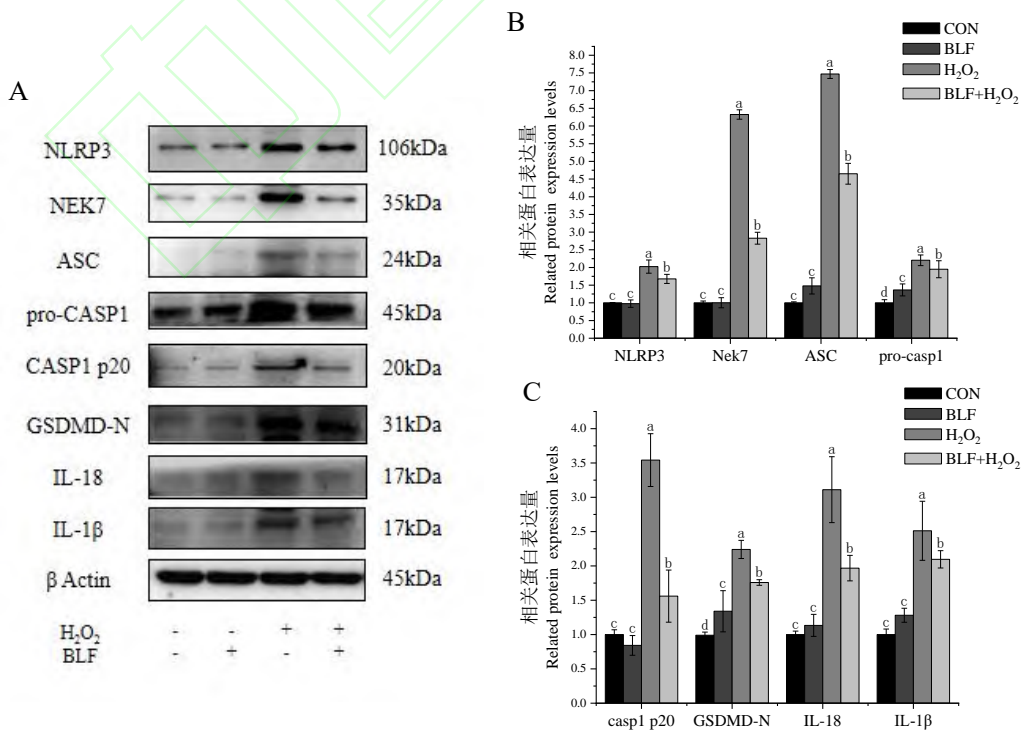 A
NLRP3 106kDa
NEK7 35kDa
ASC 24kDa
pro-CASP1 45kDa
CASP1 p20 20kDa
GSDMD-N 31kDa
IL-18 17kDa
IL-1β 17kDa
β Actin 45kDa
H₂O₂ - - + +
BLF - + - +
B
CON
BLF
H₂O₂
BLF+H₂O₂
相关蛋白表达量
Related protein expression levels
8.0
7.5
7.0
6.5
6.0
5.5
5.0
4.5
4.0
3.5
3.0
2.5
2.0
1.5
1.0
0.5
0.0
c c a b
c c a b
c c a b
d c a b
NLRP3 Nek7 ASC pro-casp1
C
CON
BLF
H₂O₂
BLF+H₂O₂
相关蛋白表达量
Related protein expression levels
4.0
3.5
3.0
2.5
2.0
1.5
1.0
0.5
0.0
c c a b
d c a b
c c a b
c c a b
casp1 p20 GSDMD-N IL-18 IL-1β